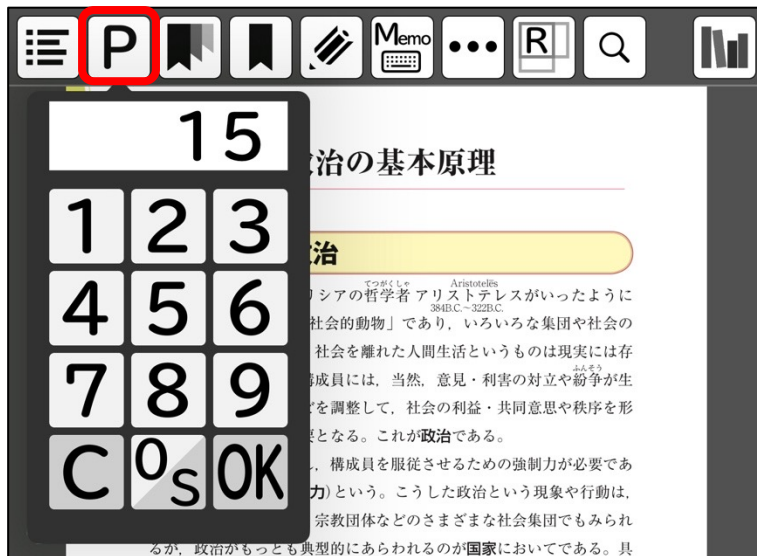 P
Memo
R
15
1 2 3
4 5 6
7 8 9
C 0s OK
治の基本原理
治
てつがくしゃ Aristotelēs
リシアの哲学者 アリストテレスがいったように
384B.C.～322B.C.
社会的動物」であり，いろいろな集団や社会の
社会を離れた人間生活というものは現実には存
ふんそう
構成員には，当然，意見・利害の対立や紛争が生
どを調整して，社会の利益・共同意思や秩序を形
となる。これが政治である。
，構成員を服従させるための強制力が必要であ
力)という。こうした政治という現象や行動は，
宗教団体などのさまざまな社会集団でもみられ
るが，政治がもっとも典型的にあらわれるのが国家においてである。具